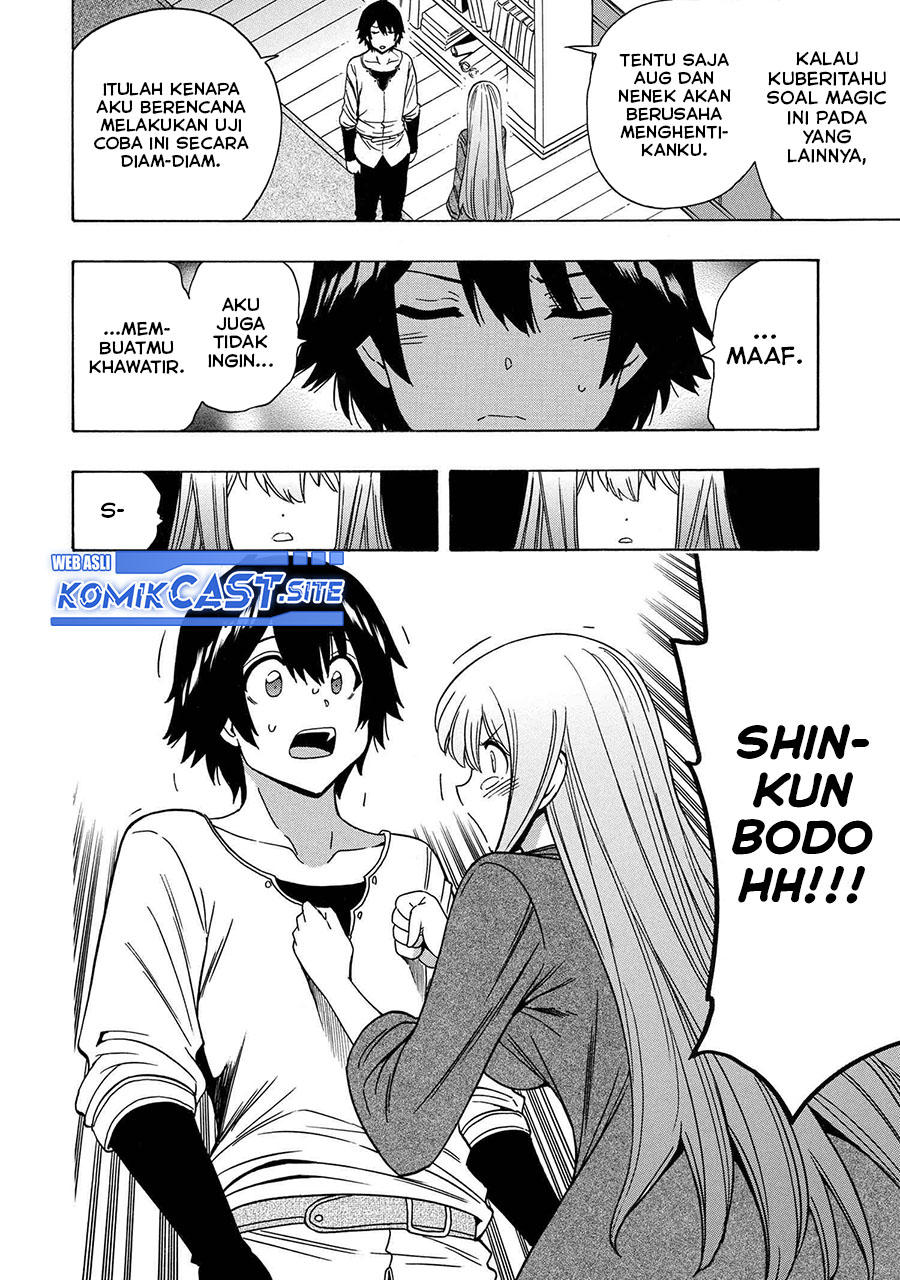 KALAU
KUBERITAHU
SOAL MAGIC
INI PADA
YANG
LAINNYA,
TENTU SAJA
AUG DAN
NENEK AKAN
BERUSAHA
MENGHENTI-
KANKU.
ITULAH KENAPA
AKU BERENCANA
MELAKUKAN UJI
COBA INI SECARA
DIAM-DIAM.
...
MAAF.
AKU
JUGA
TIDAK
INGIN...
...MEM-
BUATMU
KHAWATIR.
S-
WEB ASLI
KOMIKCAST.SITE
SHIN-
KUN
BODO
HH!!!